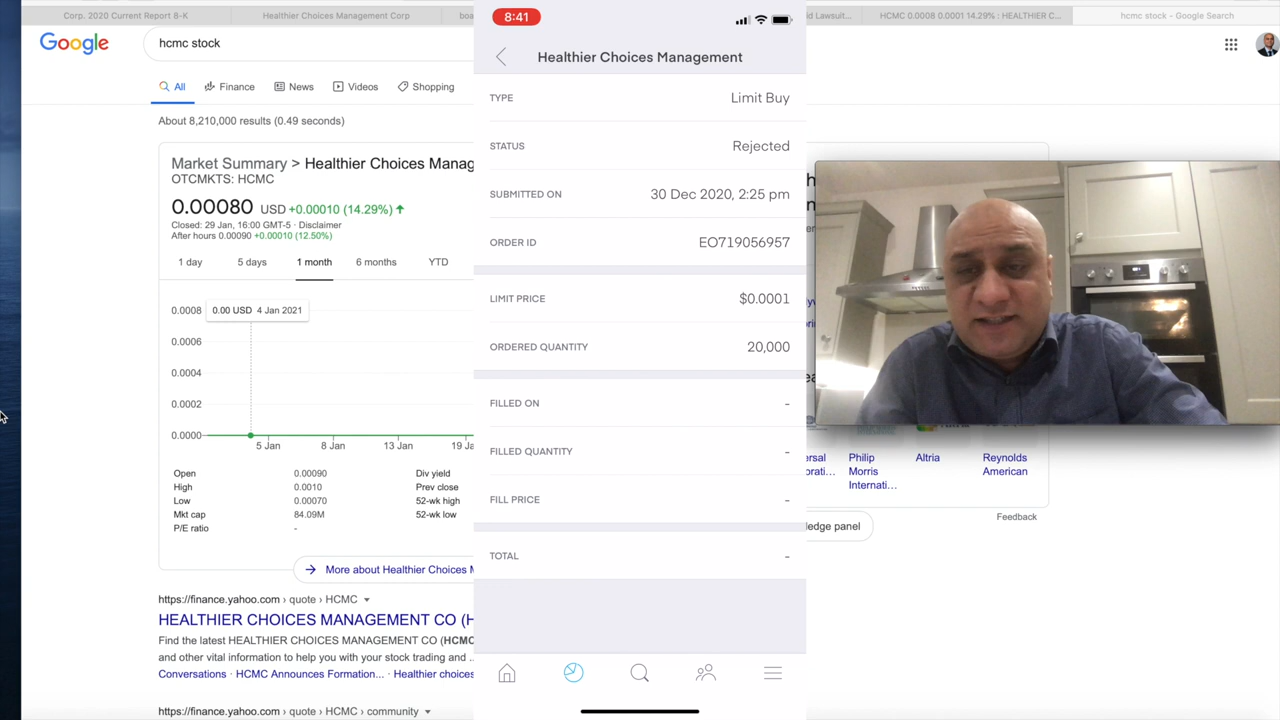 Corp. 2020 Current Report 8-K
Healthier Choices Management Corp
boa
d Lawsuit...
HCMC 0.0008 0.0001 14.29% : HEALTHIER C...
hcmc stock - Google Search
Google
hcmc stock
All
Finance
News
Videos
Shopping
About 8,210,000 results (0.49 seconds)
Market Summary > Healthier Choices Manag
OTCMKTS: HCMC
0.00080 USD +0.00010 (14.29%)
Closed: 29 Jan, 16:00 GMT-5 · Disclaimer
After hours 0.00090 +0.00010 (12.50%)
1 day
5 days
1 month
6 months
YTD
0.0008
0.00 USD 4 Jan 2021
0.0006
0.0004
0.0002
0.0000
5 Jan
8 Jan
13 Jan
19 Ja
Open 0.00090 Div yield
High 0.0010 Prev close
Low 0.00070 52-wk high
Mkt cap 84.09M 52-wk low
P/E ratio -
More about Healthier Choices M
https://finance.yahoo.com › quote › HCMC
HEALTHIER CHOICES MANAGEMENT CO (H
Find the latest HEALTHIER CHOICES MANAGEMENT CO (HCMC
and other vital information to help you with your stock trading and ...
Conversations · HCMC Announces Formation... · Healthier choices
https://finance.yahoo.com › quote › HCMC › community
8:41
Healthier Choices Management
TYPE Limit Buy
STATUS Rejected
SUBMITTED ON 30 Dec 2020, 2:25 pm
ORDER ID EO719056957
LIMIT PRICE $0.0001
ORDERED QUANTITY 20,000
FILLED ON -
FILLED QUANTITY -
FILL PRICE -
TOTAL -
ersal
orati...
Philip
Morris
Internati...
Altria
Reynolds
American
Feedback
ledge panel